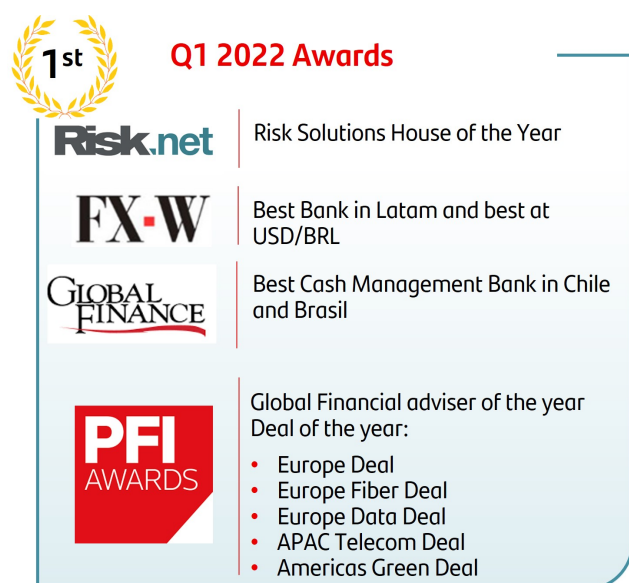 1st
Q1 2022 Awards
Risk.net
Risk Solutions House of the Year
FX-W
Best Bank in Latam and best at
USD/BRL
GLOBAL
FINANCE
Best Cash Management Bank in Chile
and Brasil
PFI
AWARDS
Global Financial adviser of the year
Deal of the year:
• Europe Deal
• Europe Fiber Deal
• Europe Data Deal
• APAC Telecom Deal
• Americas Green Deal